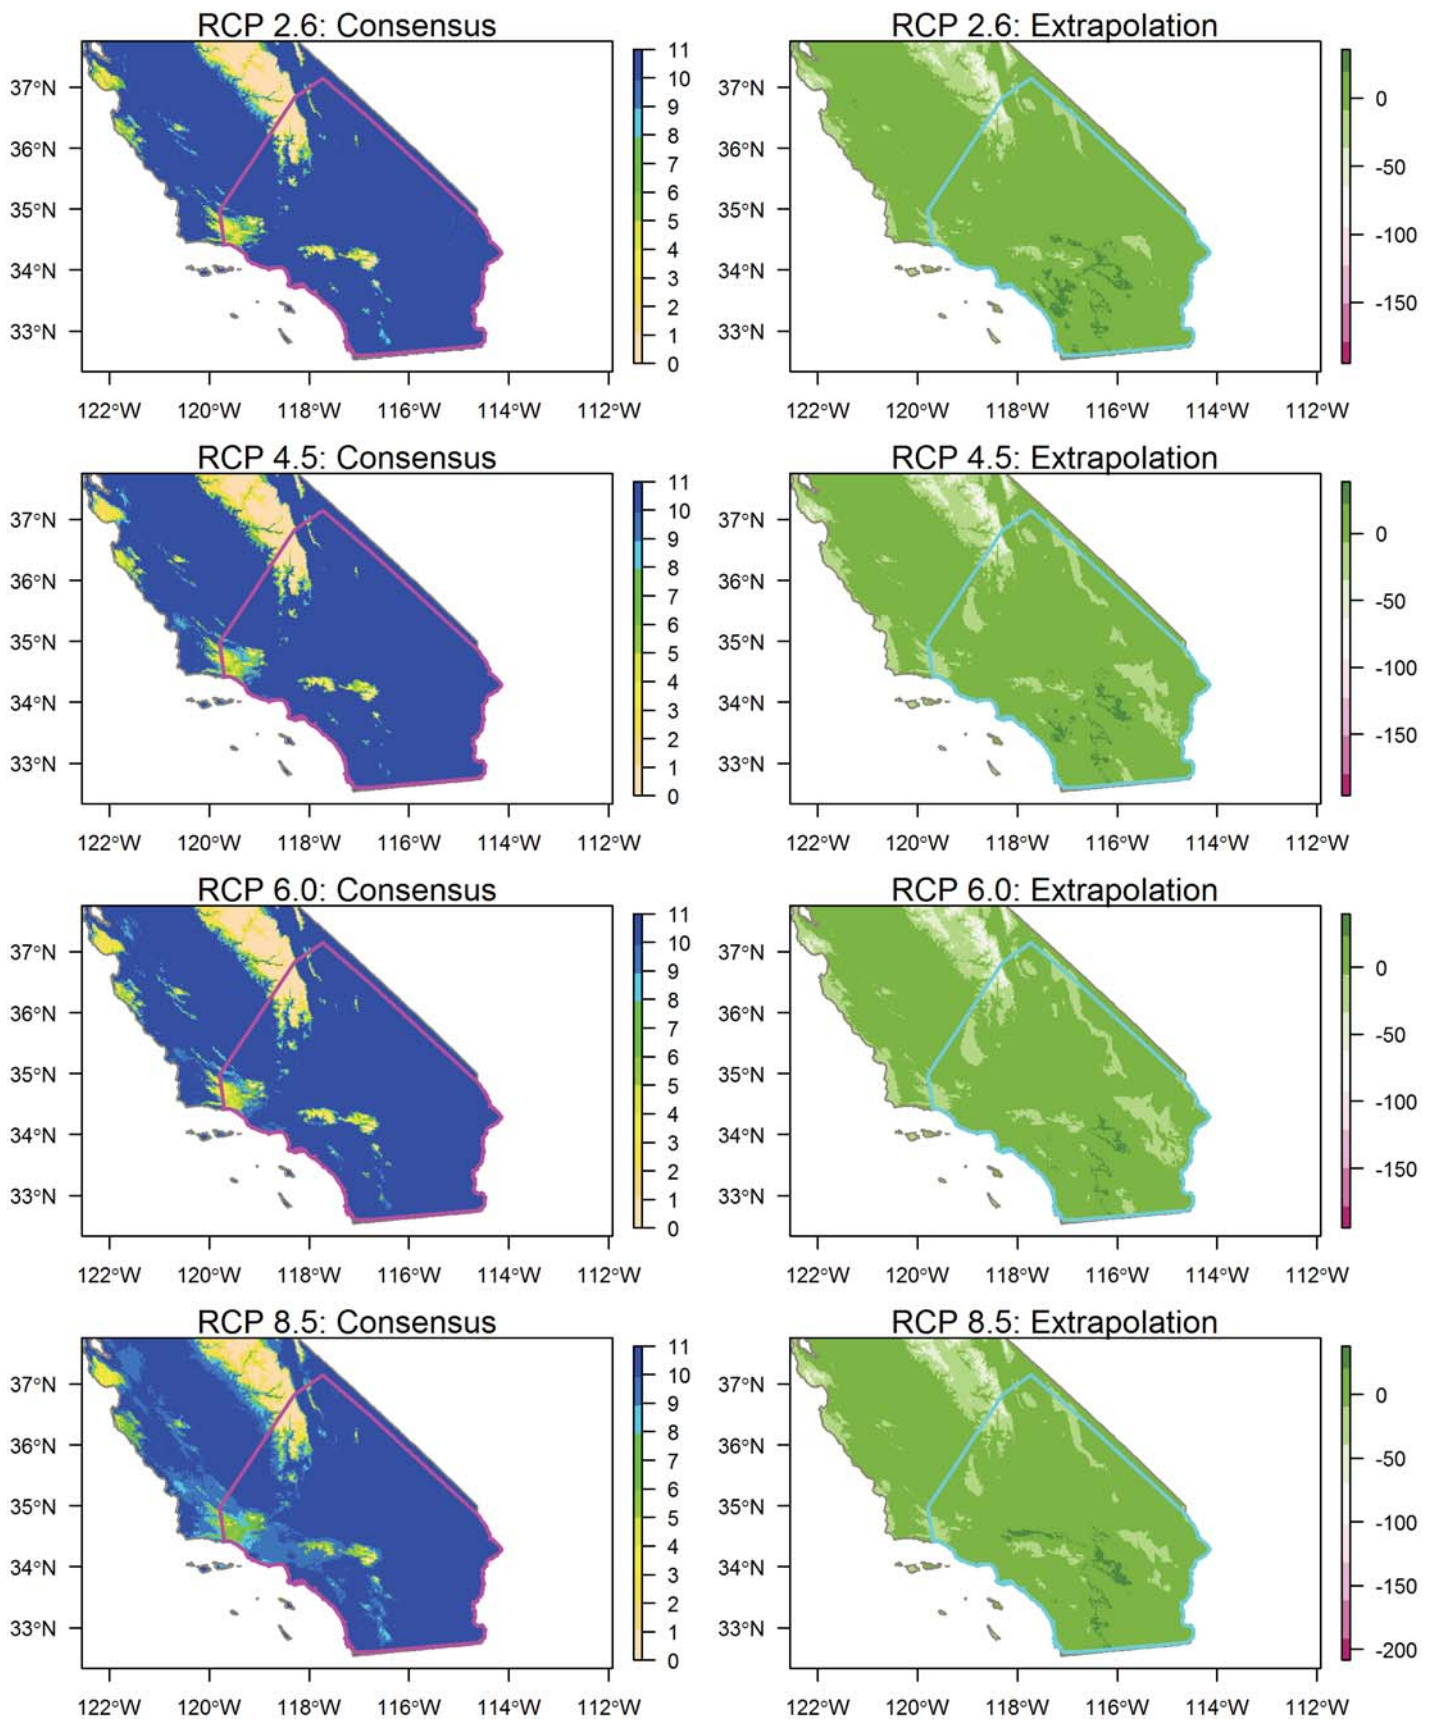 RCP 2.6: Consensus
37°N
36°N
35°N
34°N
33°N
122°W 120°W 118°W 116°W 114°W 112°W
11
10
9
8
7
6
5
4
3
2
1
0
RCP 2.6: Extrapolation
37°N
36°N
35°N
34°N
33°N
122°W 120°W 118°W 116°W 114°W 112°W
0
-50
-100
-150
RCP 4.5: Consensus
37°N
36°N
35°N
34°N
33°N
122°W 120°W 118°W 116°W 114°W 112°W
11
10
9
8
7
6
5
4
3
2
1
0
RCP 4.5: Extrapolation
37°N
36°N
35°N
34°N
33°N
122°W 120°W 118°W 116°W 114°W 112°W
0
-50
-100
-150
RCP 6.0: Consensus
37°N
36°N
35°N
34°N
33°N
122°W 120°W 118°W 116°W 114°W 112°W
11
10
9
8
7
6
5
4
3
2
1
0
RCP 6.0: Extrapolation
37°N
36°N
35°N
34°N
33°N
122°W 120°W 118°W 116°W 114°W 112°W
0
-50
-100
-150
RCP 8.5: Consensus
37°N
36°N
35°N
34°N
33°N
122°W 120°W 118°W 116°W 114°W 112°W
11
10
9
8
7
6
5
4
3
2
1
0
RCP 8.5: Extrapolation
37°N
36°N
35°N
34°N
33°N
122°W 120°W 118°W 116°W 114°W 112°W
0
-50
-100
-150
-200